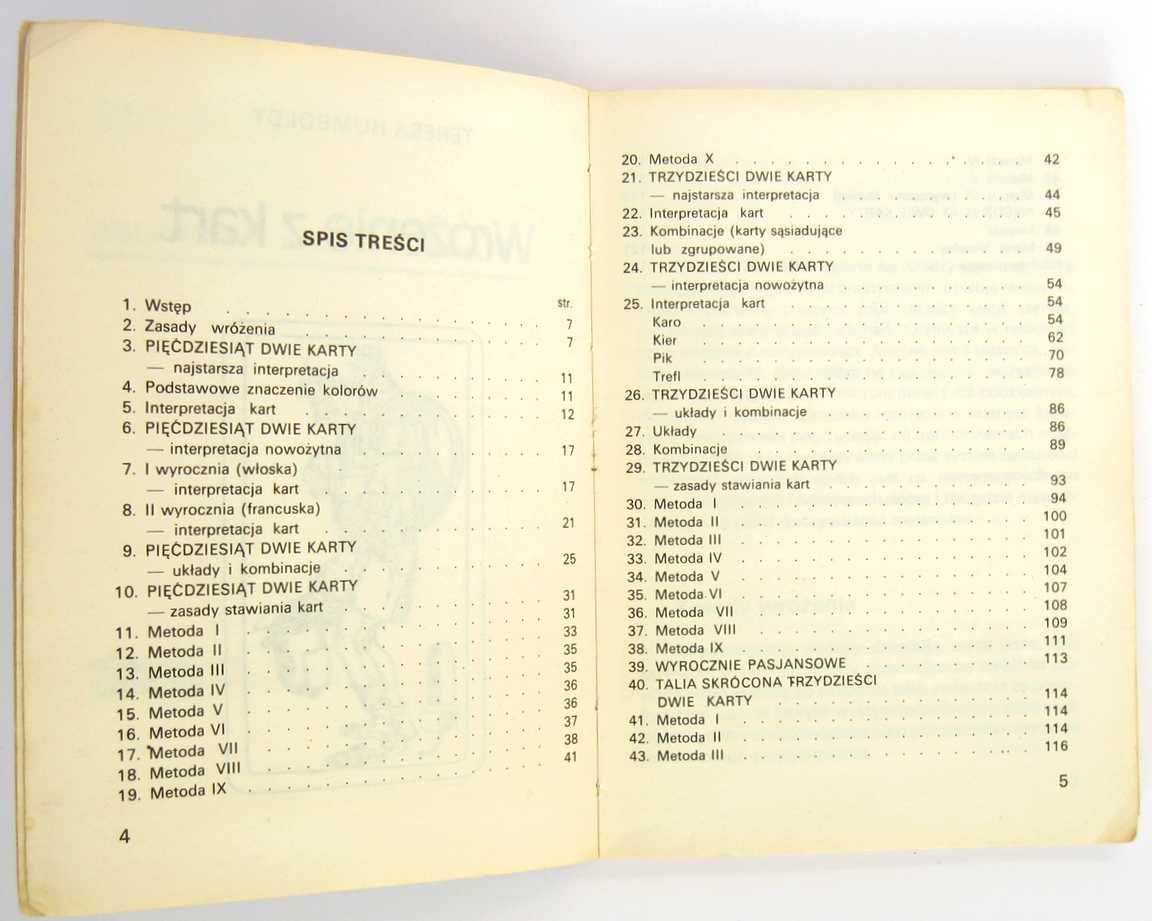 SPIS TREŚCI
str.
1. Wstęp . . . . . . . . . . . . 7
2. Zasady wróżenia . . . . . . . . . . 7
3. PIĘĆDZIESIĄT DWIE KARTY
— najstarsza interpretacja . . . . . . . . 11
4. Podstawowe znaczenie kolorów . . . . . . 11
5. Interpretacja kart . . . . . . . . . . 12
6. PIĘĆDZIESIĄT DWIE KARTY
— interpretacja nowożytna . . . . . . . . 17
7. I wyrocznia (włoska)
— interpretacja kart . . . . . . . . . 17
8. II wyrocznia (francuska)
— interpretacja kart . . . . . . . . . 21
9. PIĘĆDZIESIĄT DWIE KARTY
— układy i kombinacje . . . . . . . . 25
10. PIĘĆDZIESIĄT DWIE KARTY
— zasady stawiania kart . . . . . . . . 31
11. Metoda I . . . . . . . . . . . 31
12. Metoda II . . . . . . . . . . . 33
13. Metoda III . . . . . . . . . . . 35
14. Metoda IV . . . . . . . . . . . 35
15. Metoda V . . . . . . . . . . . 36
16. Metoda VI . . . . . . . . . . . 36
17. Metoda VII . . . . . . . . . . . 37
18. Metoda VIII . . . . . . . . . . . 38
19. Metoda IX . . . . . . . . . . . 41
4
20. Metoda X . . . . . . . . . . . 42
21. TRZYDZIEŚCI DWIE KARTY
— najstarsza interpretacja . . . . . . . . 44
22. Interpretacja kart . . . . . . . . . . 45
23. Kombinacje (karty sąsiadujące
lub zgrupowane) . . . . . . . . . . 49
24. TRZYDZIEŚCI DWIE KARTY
— interpretacja nowożytna . . . . . . . . 54
25. Interpretacja kart . . . . . . . . . . 54
Karo . . . . . . . . . . . . 54
Kier . . . . . . . . . . . . 62
Pik . . . . . . . . . . . . 70
Trefl . . . . . . . . . . . . 78
26. TRZYDZIEŚCI DWIE KARTY
— układy i kombinacje . . . . . . . . 86
27. Układy . . . . . . . . . . . 86
28. Kombinacje . . . . . . . . . . 89
29. TRZYDZIEŚCI DWIE KARTY
— zasady stawiania kart . . . . . . . . 93
30. Metoda I . . . . . . . . . . . 94
31. Metoda II . . . . . . . . . . . 100
32. Metoda III . . . . . . . . . . . 101
33. Metoda IV . . . . . . . . . . . 102
34. Metoda V . . . . . . . . . . . 104
35. Metoda VI . . . . . . . . . . . 107
36. Metoda VII . . . . . . . . . . 108
37. Metoda VIII . . . . . . . . . . 109
38. Metoda IX . . . . . . . . . . . 111
39. WYROCZNIE PASJANSOWE . . . . . . . 113
40. TALIA SKRÓCONA TRZYDZIEŚCI
DWIE KARTY . . . . . . . . . . 114
41. Metoda I . . . . . . . . . . . 114
42. Metoda II . . . . . . . . . . . 114
43. Metoda III . . . . . . . . . . . 116
5